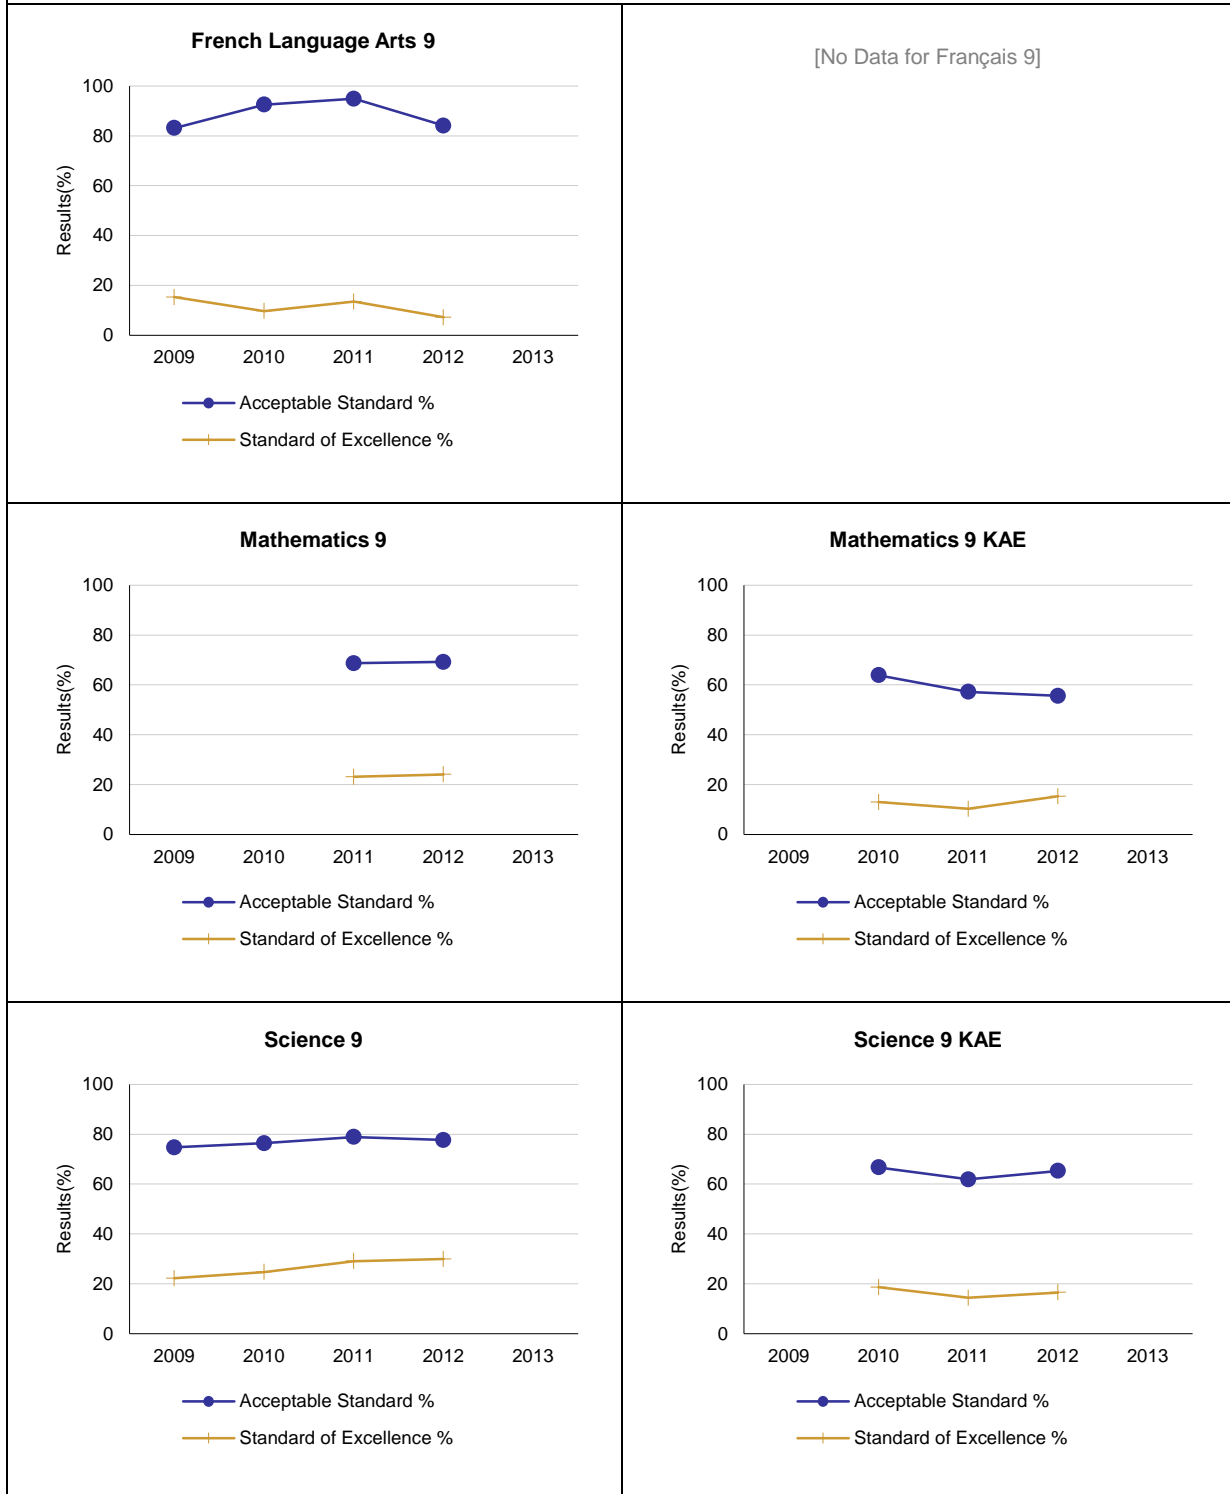 French Language Arts 9
100
80
60
40
20
0
Results(%)
2009 2010 2011 2012 2013
Acceptable Standard %
Standard of Excellence %
[No Data for Français 9]
Mathematics 9
100
80
60
40
20
0
Results(%)
2009 2010 2011 2012 2013
Acceptable Standard %
Standard of Excellence %
Mathematics 9 KAE
100
80
60
40
20
0
Results(%)
2009 2010 2011 2012 2013
Acceptable Standard %
Standard of Excellence %
Science 9
100
80
60
40
20
0
Results(%)
2009 2010 2011 2012 2013
Acceptable Standard %
Standard of Excellence %
Science 9 KAE
100
80
60
40
20
0
Results(%)
2009 2010 2011 2012 2013
Acceptable Standard %
Standard of Excellence %